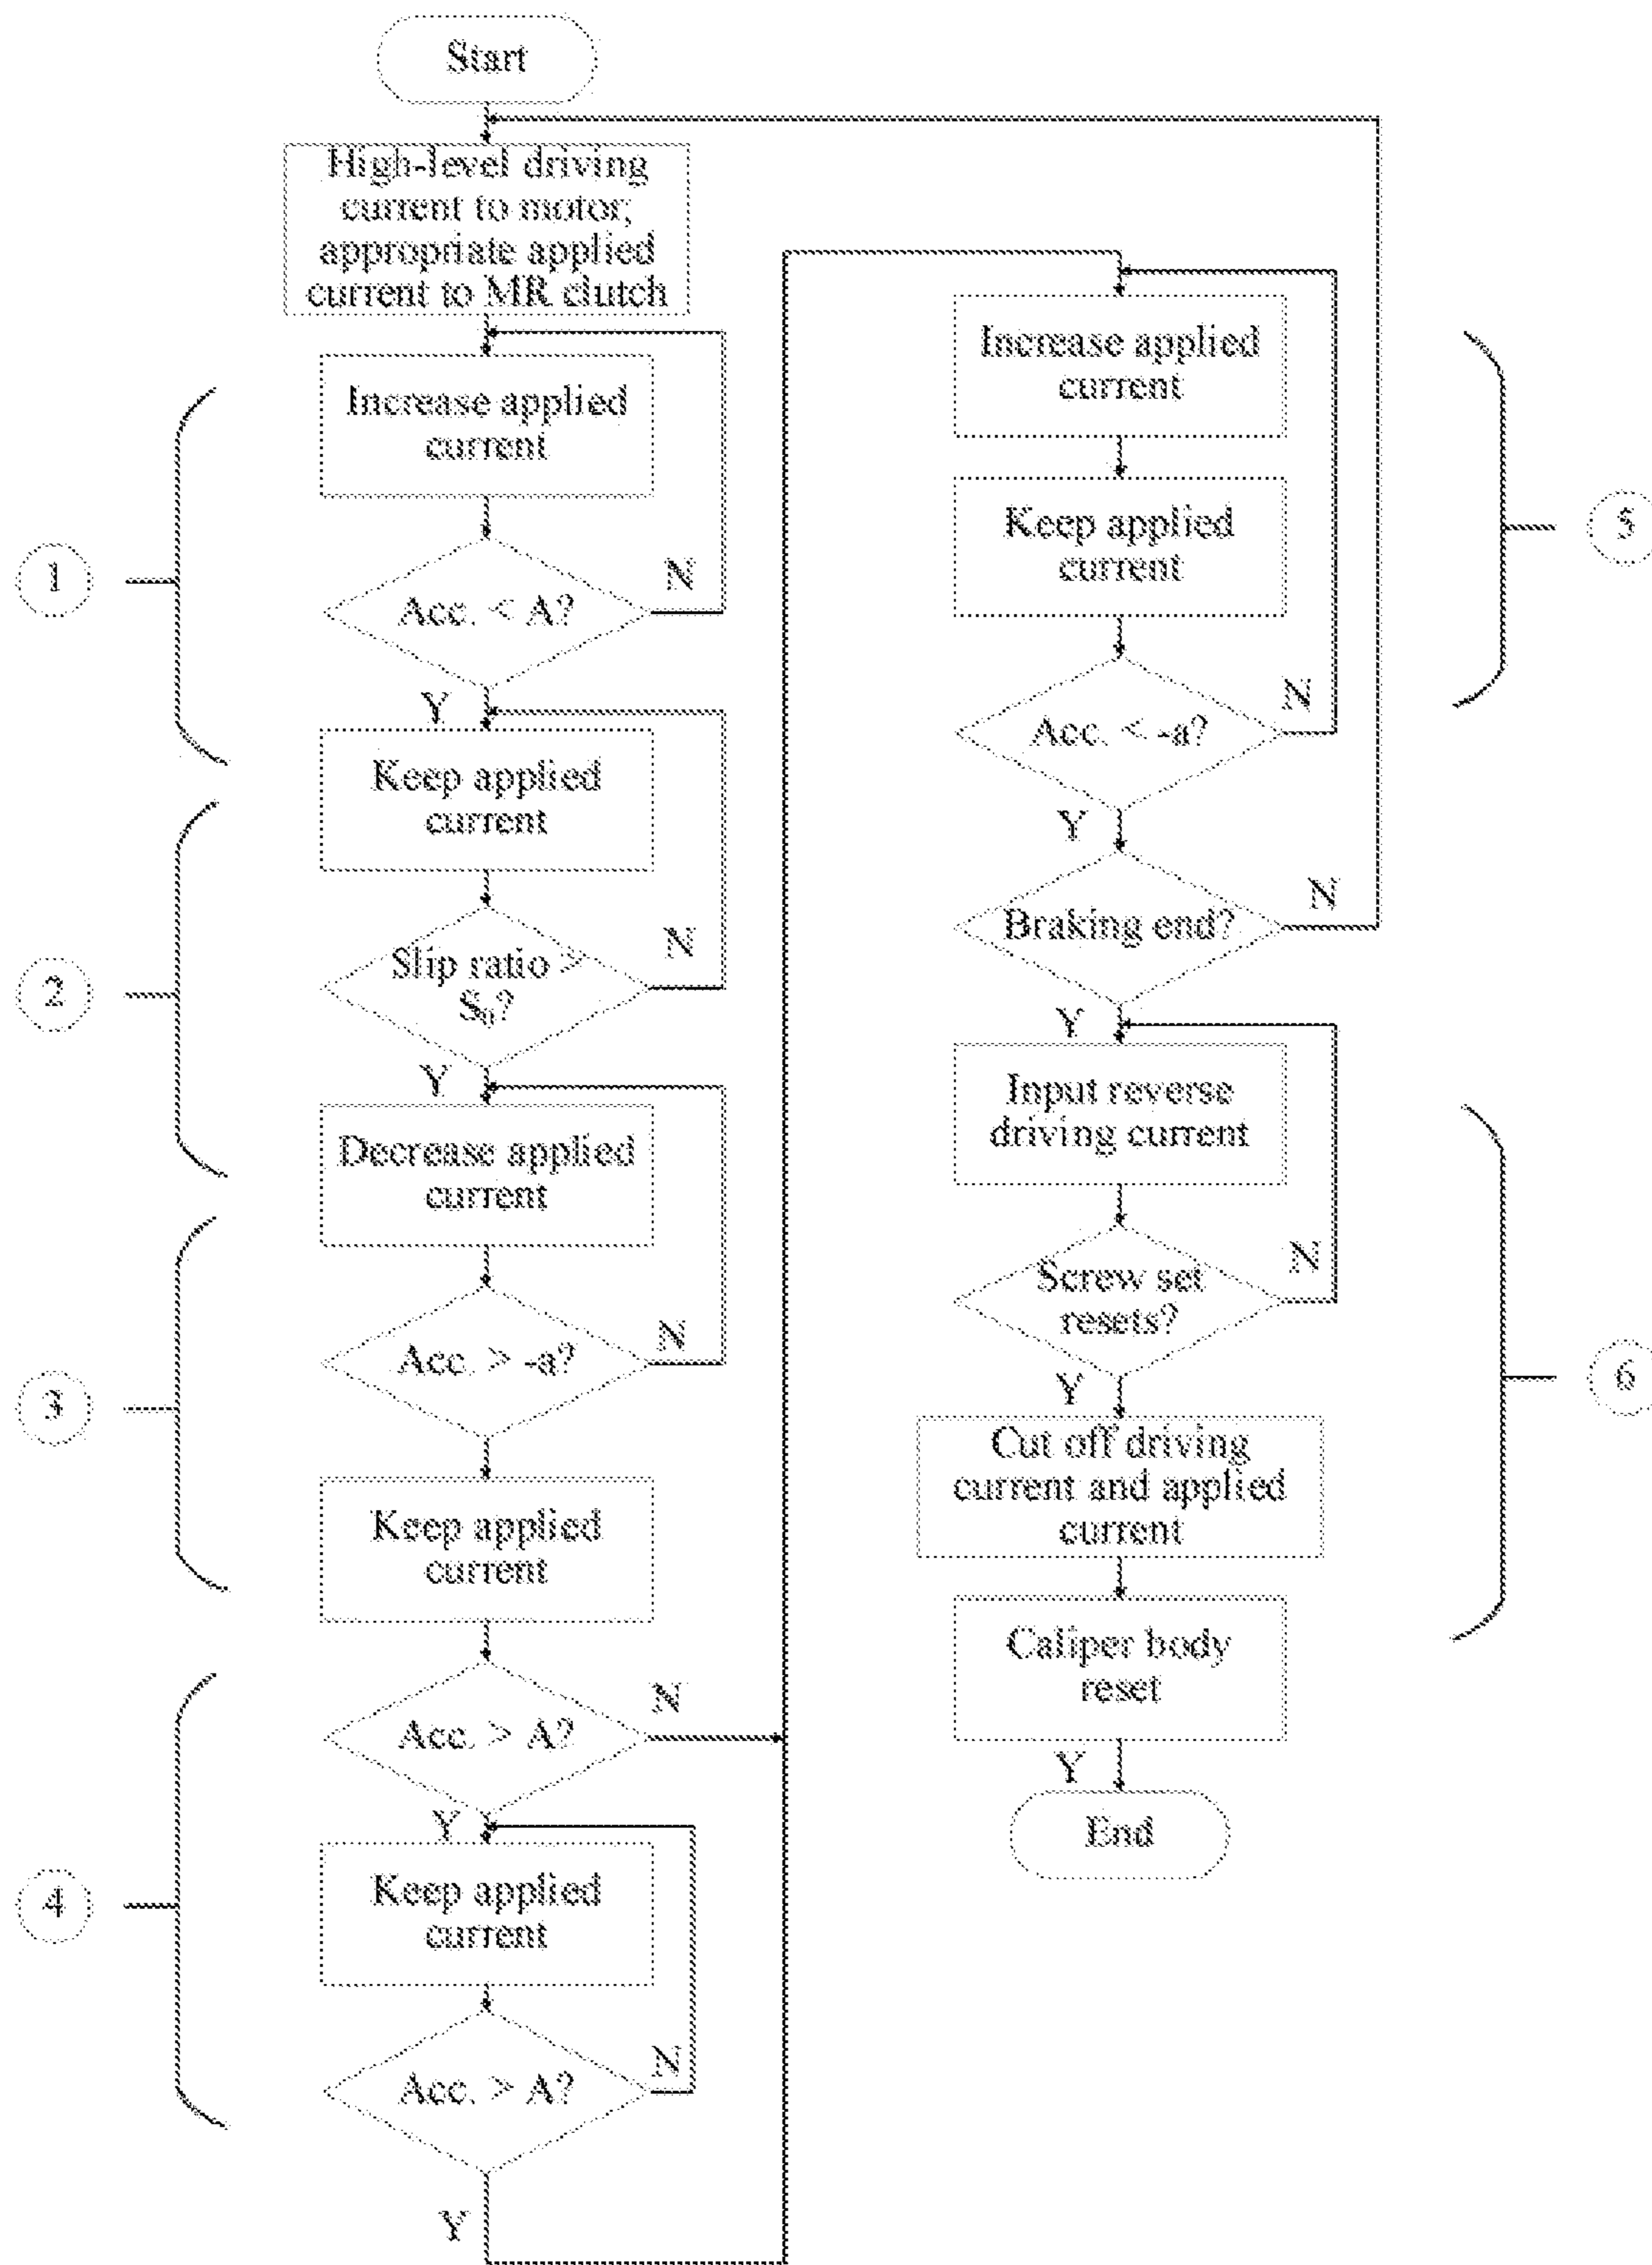 Start
High-level driving
current to motor;
appropriate applied
current to MR clutch
Increase applied
current
Acc. < A?
N
Y
1
Keep applied
current
Slip ratio >
S₀?
N
Y
2
Decrease applied
current
Acc. > -a?
N
Keep applied
current
3
Acc. > A?
N
Y
Keep applied
current
Acc. > A?
N
Y
4
Increase applied
current
Keep applied
current
Acc. < -a?
N
Y
5
Braking end?
N
Y
Input reverse
driving current
Screw set
resets?
N
Y
Cut off driving
current and applied
current
Caliper body
reset
Y
6
End